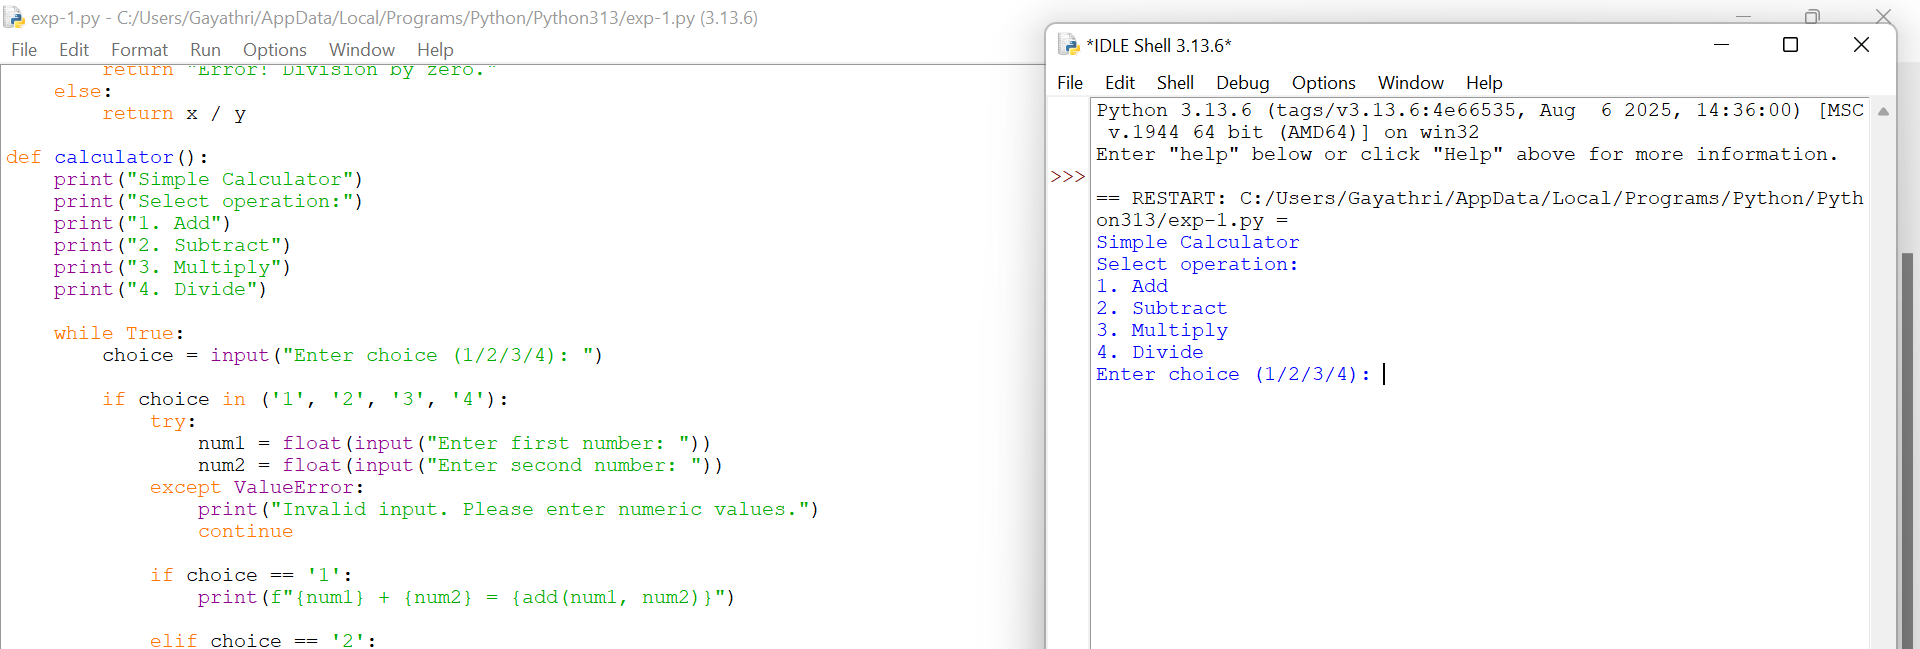 exp-1.py - C:/Users/Gayathri/AppData/Local/Programs/Python/Python313/exp-1.py (3.13.6)
File Edit Format Run Options Window Help
return "Error! Division by zero."
else:
return x / y
def calculator():
print("Simple Calculator")
print("Select operation:")
print("1. Add")
print("2. Subtract")
print("3. Multiply")
print("4. Divide")
while True:
choice = input("Enter choice (1/2/3/4): ")
if choice in ('1', '2', '3', '4'):
try:
num1 = float(input("Enter first number: "))
num2 = float(input("Enter second number: "))
except ValueError:
print("Invalid input. Please enter numeric values.")
continue
if choice == '1':
print(f"{num1} + {num2} = {add(num1, num2)}")
elif choice == '2':
*IDLE Shell 3.13.6*
File Edit Shell Debug Options Window Help
Python 3.13.6 (tags/v3.13.6:4e66535, Aug  6 2025, 14:36:00) [MSC
v.1944 64 bit (AMD64)] on win32
Enter "help" below or click "Help" above for more information.
>>>
== RESTART: C:/Users/Gayathri/AppData/Local/Programs/Python/Pyth
on313/exp-1.py =
Simple Calculator
Select operation:
1. Add
2. Subtract
3. Multiply
4. Divide
Enter choice (1/2/3/4):